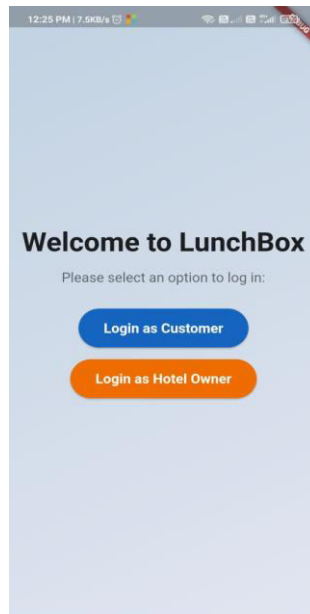 12:25 PM | 7.5KB/s
Welcome to LunchBox
Please select an option to log in:
Login as Customer
Login as Hotel Owner